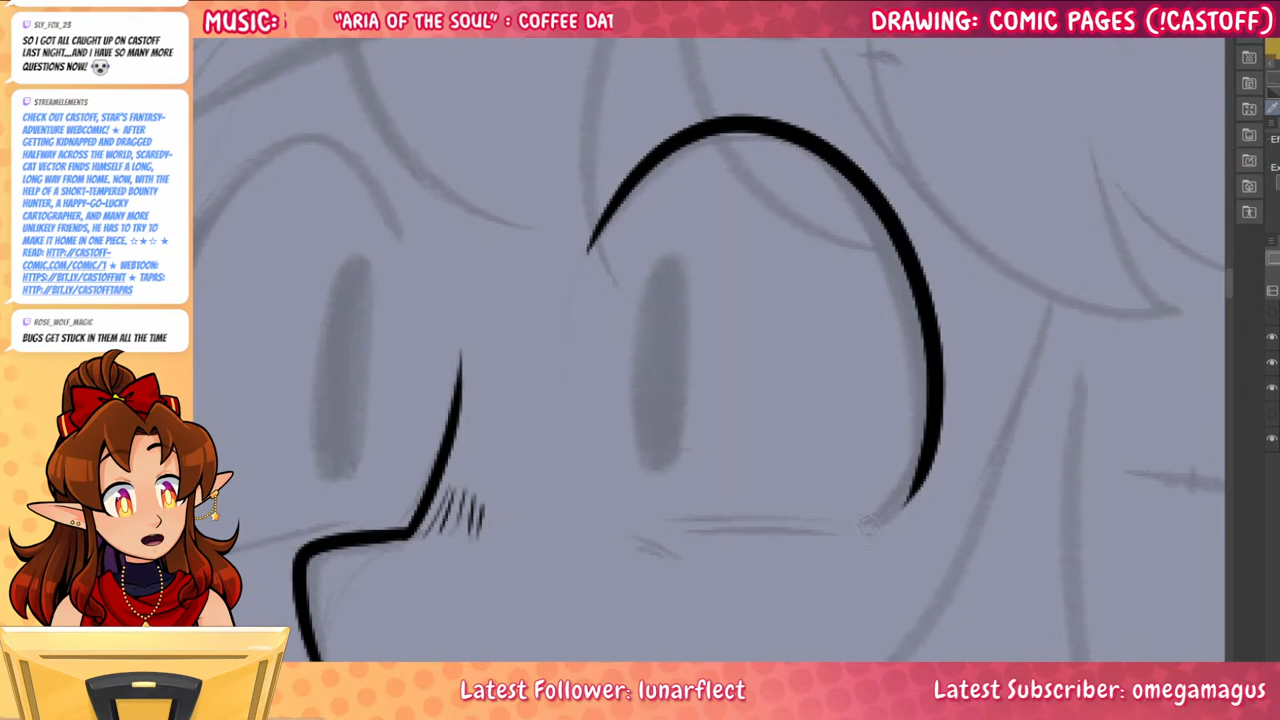 MUSIC: "ARIA OF THE SOUL" : COFFEE DAT
DRAWING: COMIC PAGES (!CASTOFF)
SLY_FOX_23
SO I GOT ALL CAUGHT UP ON CASTOFF
LAST NIGHT...AND I HAVE SO MANY MORE
QUESTIONS NOW!
STREAMELEMENTS
CHECK OUT CASTOFF, STAR'S FANTASY-
ADVENTURE WEBCOMIC! ★ AFTER
GETTING KIDNAPPED AND DRAGGED
HALFWAY ACROSS THE WORLD, SCAREDY-
CAT VECTOR FINDS HIMSELF A LONG,
LONG WAY FROM HOME. NOW, WITH THE
HELP OF A SHORT-TEMPERED BOUNTY
HUNTER, A HAPPY-GO-LUCKY
CARTOGRAPHER, AND MANY MORE
UNLIKELY FRIENDS, HE HAS TO TRY TO
MAKE IT HOME IN ONE PIECE. ☆★☆ ★
READ: HTTP://CASTOFF-
COMIC.COM/COMIC/1 ★ WEBTOON:
HTTPS://BIT.LY/CASTOFFWT ★ TAPAS:
HTTP://BIT.LY/CASTOFFTAPAS
ROSE_WOLF_MAGIC
BUGS GET STUCK IN THEM ALL THE TIME
Latest Follower: lunarflect
Latest Subscriber: omegamagus